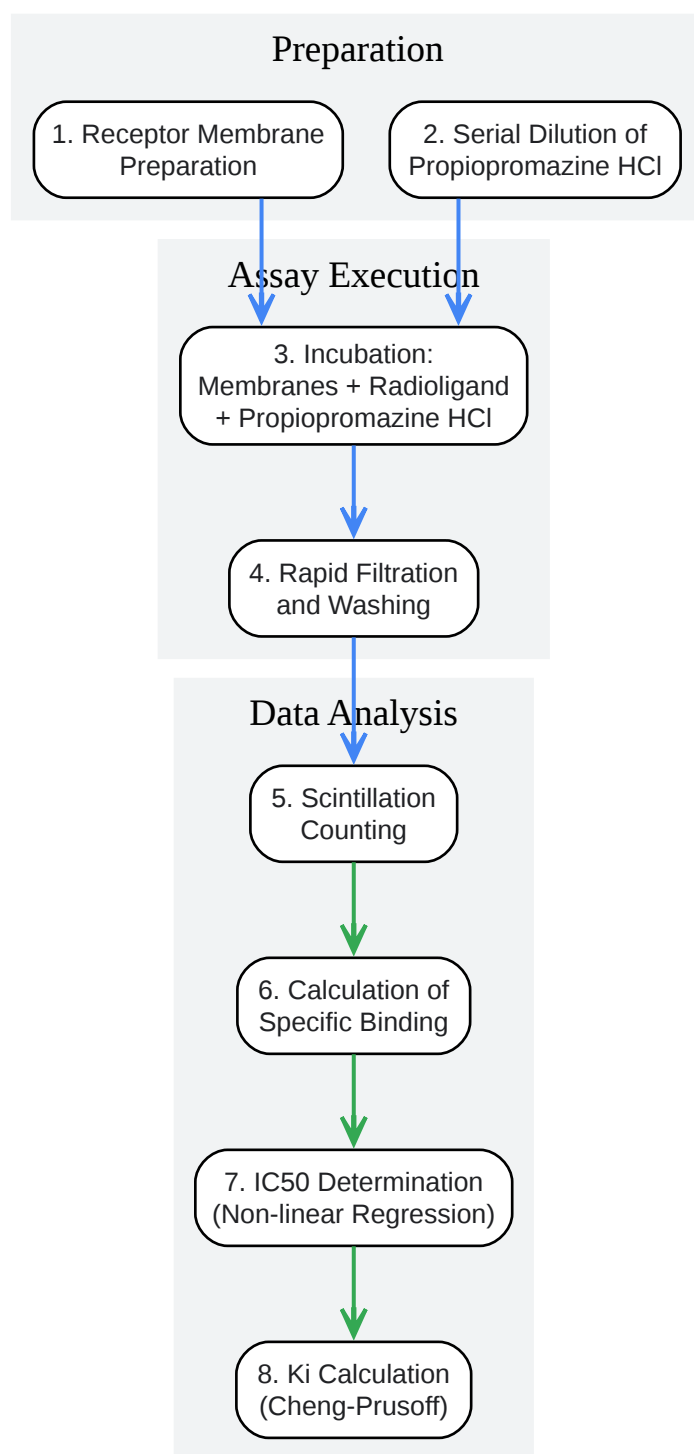 Preparation
1. Receptor Membrane
Preparation
2. Serial Dilution of
Propiopromazine HCl
Assay Execution
3. Incubation:
Membranes + Radioligand
+ Propiopromazine HCl
4. Rapid Filtration
and Washing
Data Analysis
5. Scintillation
Counting
6. Calculation of
Specific Binding
7. IC50 Determination
(Non-linear Regression)
8. Ki Calculation
(Cheng-Prusoff)